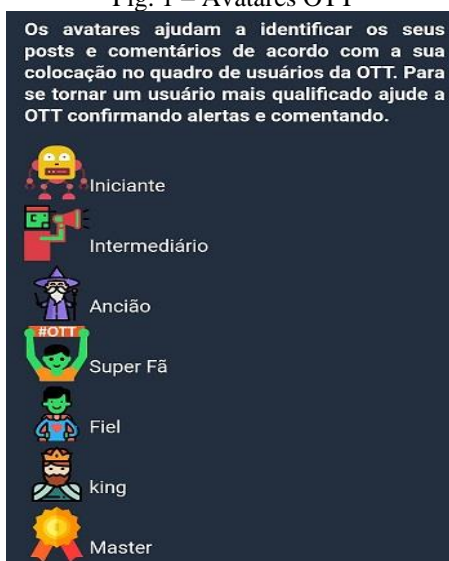 Fig. 1 – Avatares OTT
Os avatares ajudam a identificar os seus
posts e comentários de acordo com a sua
colocação no quadro de usuários da OTT. Para
se tornar um usuário mais qualificado ajude a
OTT confirmando alertas e comentando.
Iniciante
Intermediário
Ancião
#OTT
Super Fã
Fiel
king
Master